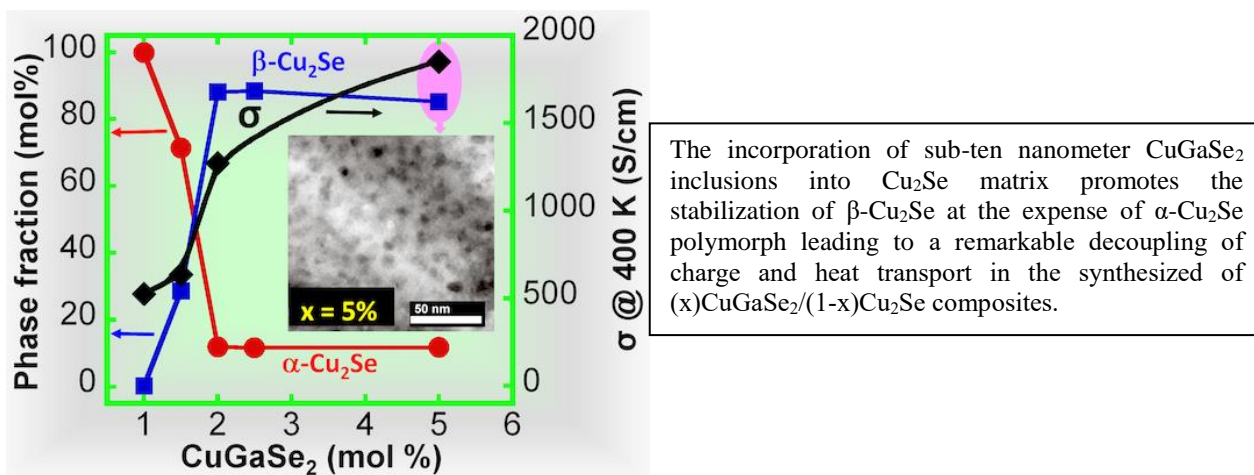 Phase fraction (mol%)
100
80
60
40
20
0
β-Cu₂Se
σ
x = 5%
50 nm
α-Cu₂Se
2000
1500
1000
500
0
σ @ 400 K (S/cm)
1 2 3 4 5 6
CuGaSe₂ (mol %)
The incorporation of sub-ten nanometer CuGaSe₂
inclusions into Cu₂Se matrix promotes the
stabilization of β-Cu₂Se at the expense of α-Cu₂Se
polymorph leading to a remarkable decoupling of
charge and heat transport in the synthesized of
(x)CuGaSe₂/(1-x)Cu₂Se composites.